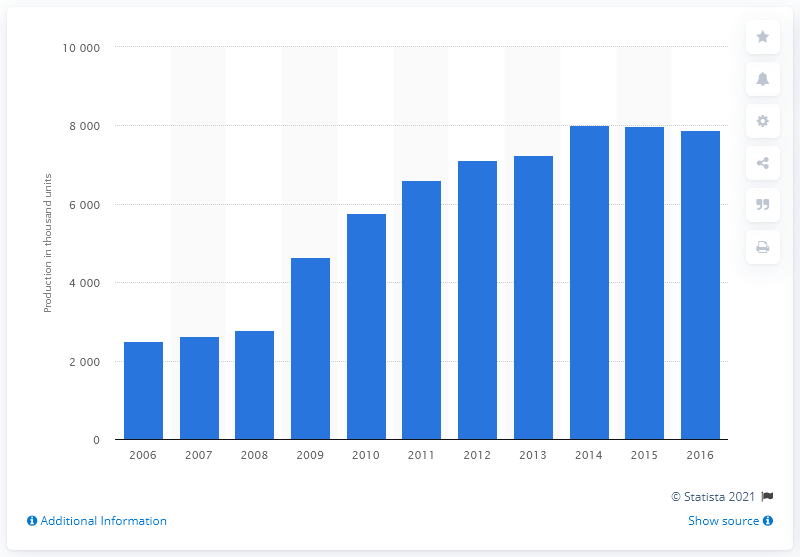 10 000
8 000
6 000
4 000
2 000
0
Production in thousand units
2006 2007 2008 2009 2010 2011 2012 2013 2014 2015 2016
© Statista 2021
Additional Information
Show source